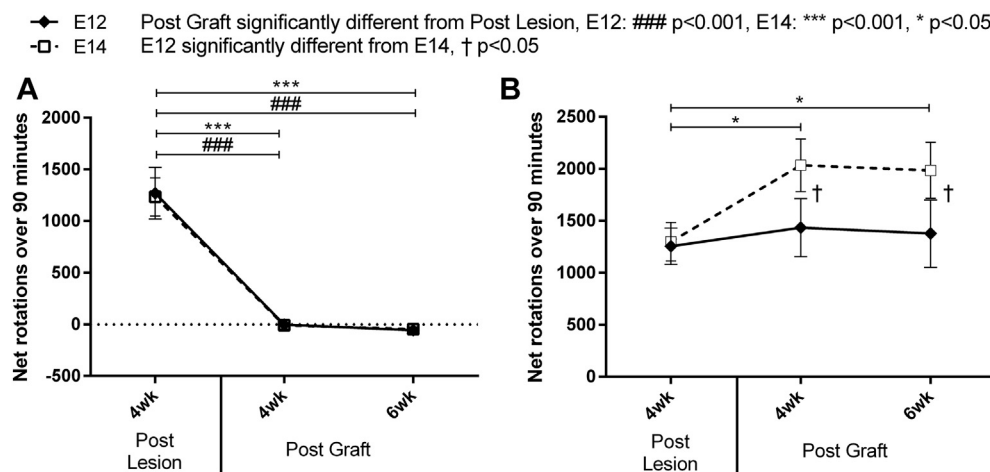 E12 Post Graft significantly different from Post Lesion, E12: ### p<0.001, E14: *** p<0.001, * p<0.05
E14 E12 significantly different from E14, † p<0.05
A
***
###
***
###
Net rotations over 90 minutes
2000
1500
1000
500
0
-500
4wk
4wk
6wk
Post
Lesion
Post Graft
B
*
*
†
†
Net rotations over 90 minutes
2500
2000
1500
1000
500
0
4wk
4wk
6wk
Post
Lesion
Post Graft